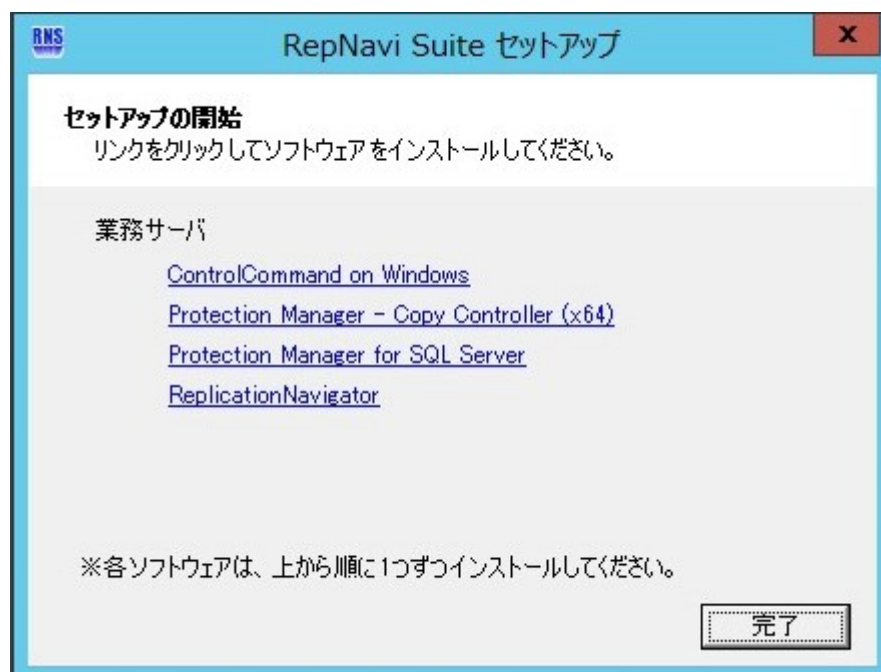 RNS
RepNavi Suite セットアップ
x
セットアップの開始
リンクをクリックしてソフトウェアをインストールしてください。
業務サーバ
ControlCommand on Windows
Protection Manager - Copy Controller (x64)
Protection Manager for SQL Server
ReplicationNavigator
※各ソフトウェアは、上から順に1つずつインストールしてください。
完了